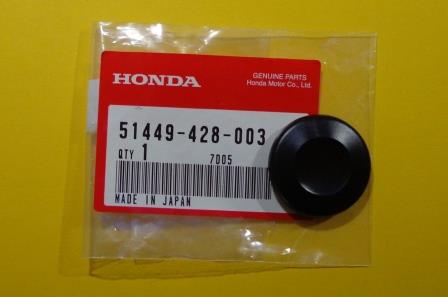 HONDA
GENUINE PARTS
Honda Motor Co., Ltd.
51449-428-003
QTY 1 7005
MADE IN JAPAN